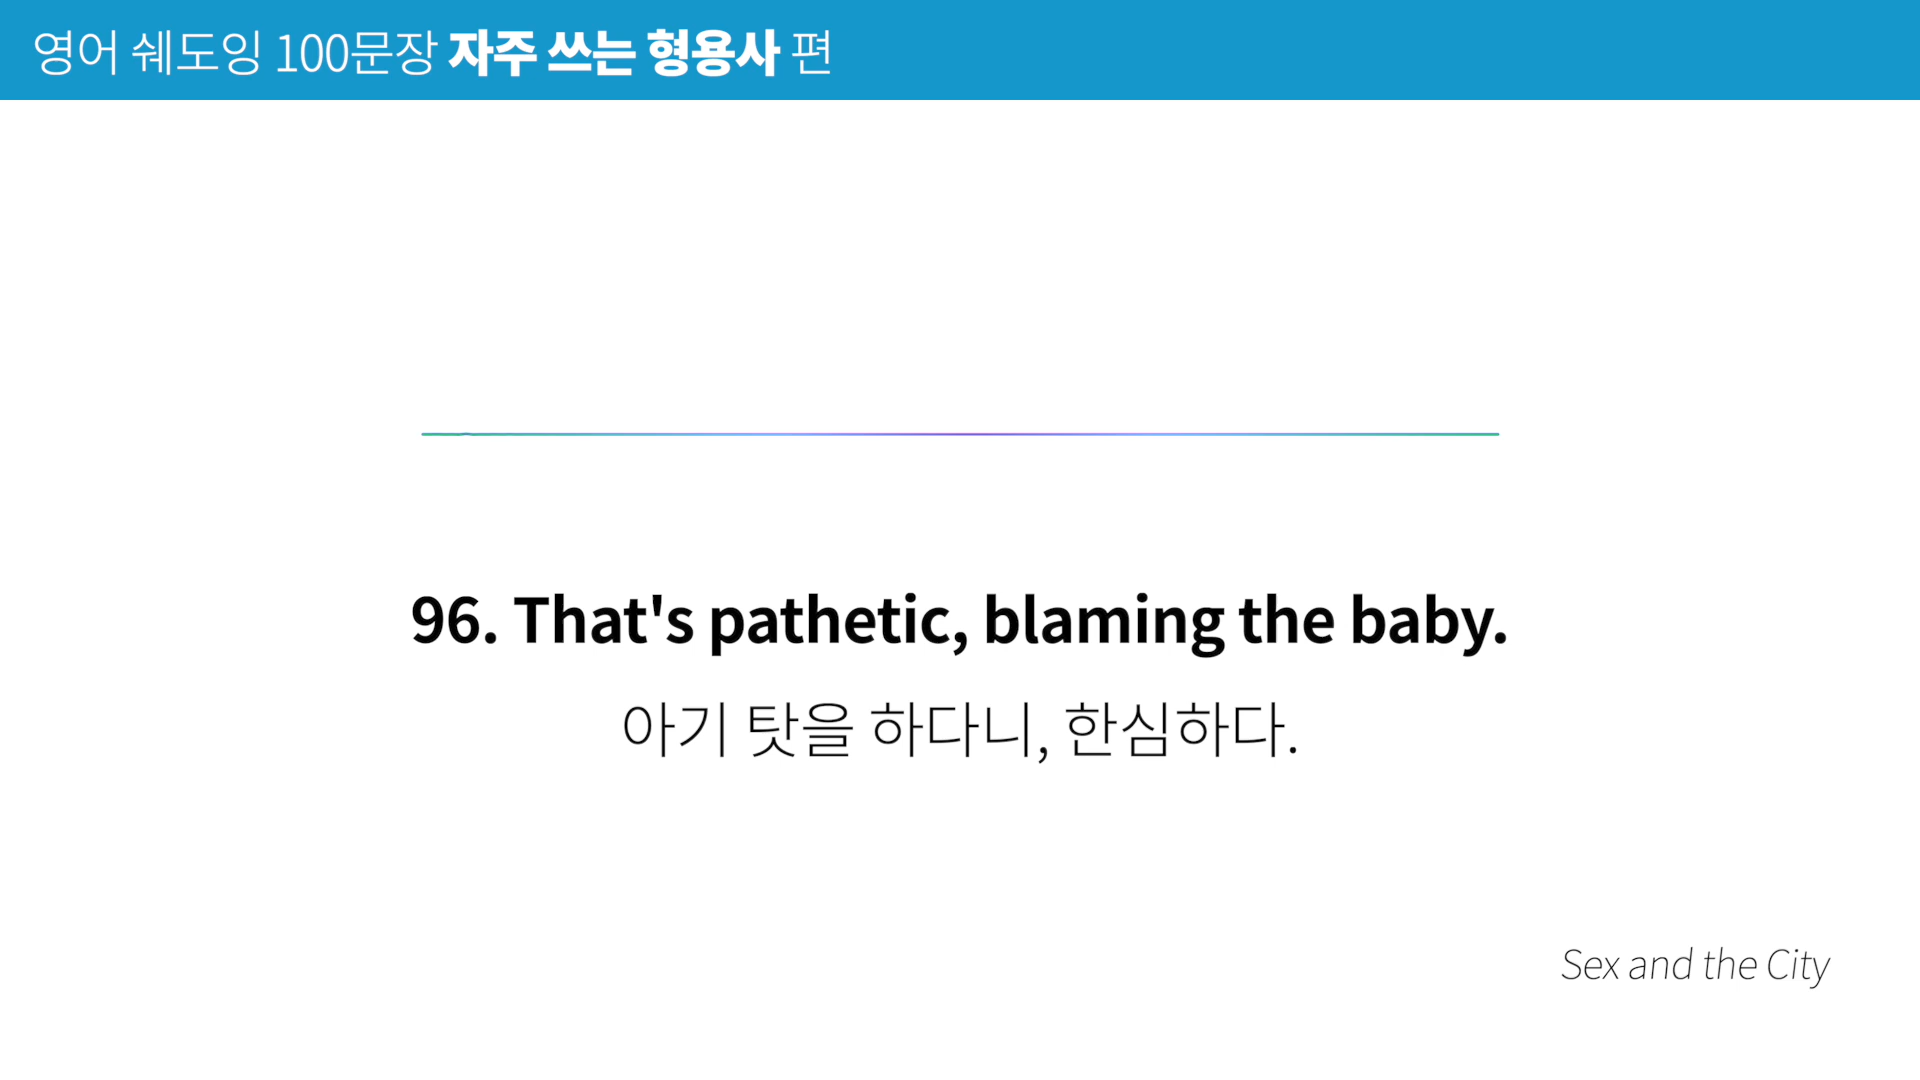 영어 쉐도잉 100문장 자주 쓰는 형용사 편
96. That's pathetic, blaming the baby.
아기 탓을 하다니, 한심하다.
Sex and the City